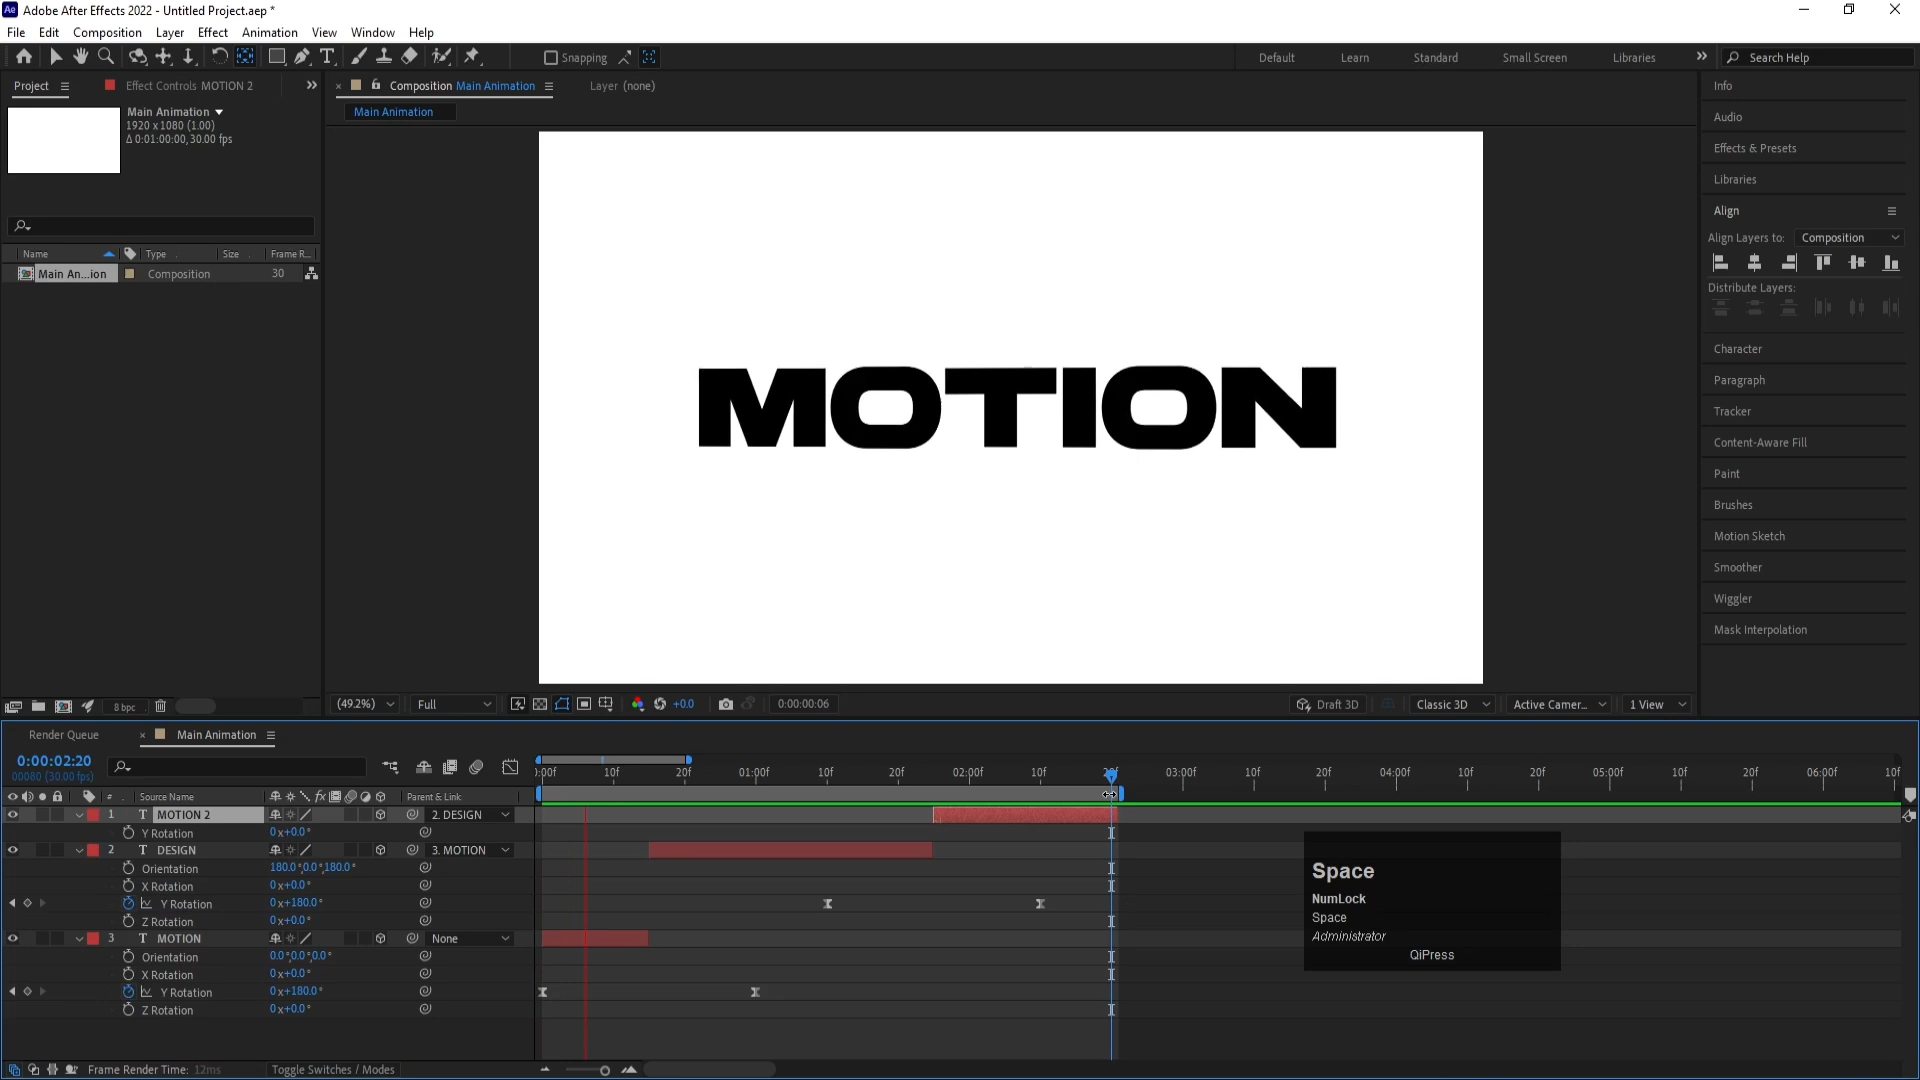 Adobe After Effects 2022 - Untitled Project.aep *
File Edit Composition Layer Effect Animation View Window Help
Snapping
Default Learn Standard Small Screen Libraries Search Help
Project Effect Controls MOTION 2
Composition Main Animation Layer (none)
Main Animation
Main Animation
1920 x 1080 (1.00)
Δ 0:01:00:00, 30.00 fps
Name Type Size Frame R...
Main An...ion Composition 30
8 bpc
MOTION
(49.2%) Full +0.0 0:00:00:06 Draft 3D Classic 3D Active Camer... 1 View
Info
Audio
Effects & Presets
Libraries
Align
Align Layers to: Composition
Distribute Layers:
Character
Paragraph
Tracker
Content-Aware Fill
Paint
Brushes
Motion Sketch
Smoother
Wiggler
Mask Interpolation
Render Queue Main Animation
0:00:02:20
00080 (30.00 fps)
:00f 10f 20f 01:00f 10f 20f 02:00f 10f 20f 03:00f 10f 20f 04:00f 10f 20f 05:00f 10f 20f 06:00f 10f
# Source Name fx Parent & Link
1 T MOTION 2 2. DESIGN
Y Rotation 0x+0.0°
2 T DESIGN 3. MOTION
Orientation 180.0°,0.0°,180.0°
X Rotation 0x+0.0°
Y Rotation 0x+180.0°
Z Rotation 0x+0.0°
3 T MOTION None
Orientation 0.0°,0.0°,0.0°
X Rotation 0x+0.0°
Y Rotation 0x+180.0°
Z Rotation 0x+0.0°
Space
NumLock
Space
Administrator
QiPress
Frame Render Time: 12ms Toggle Switches / Modes